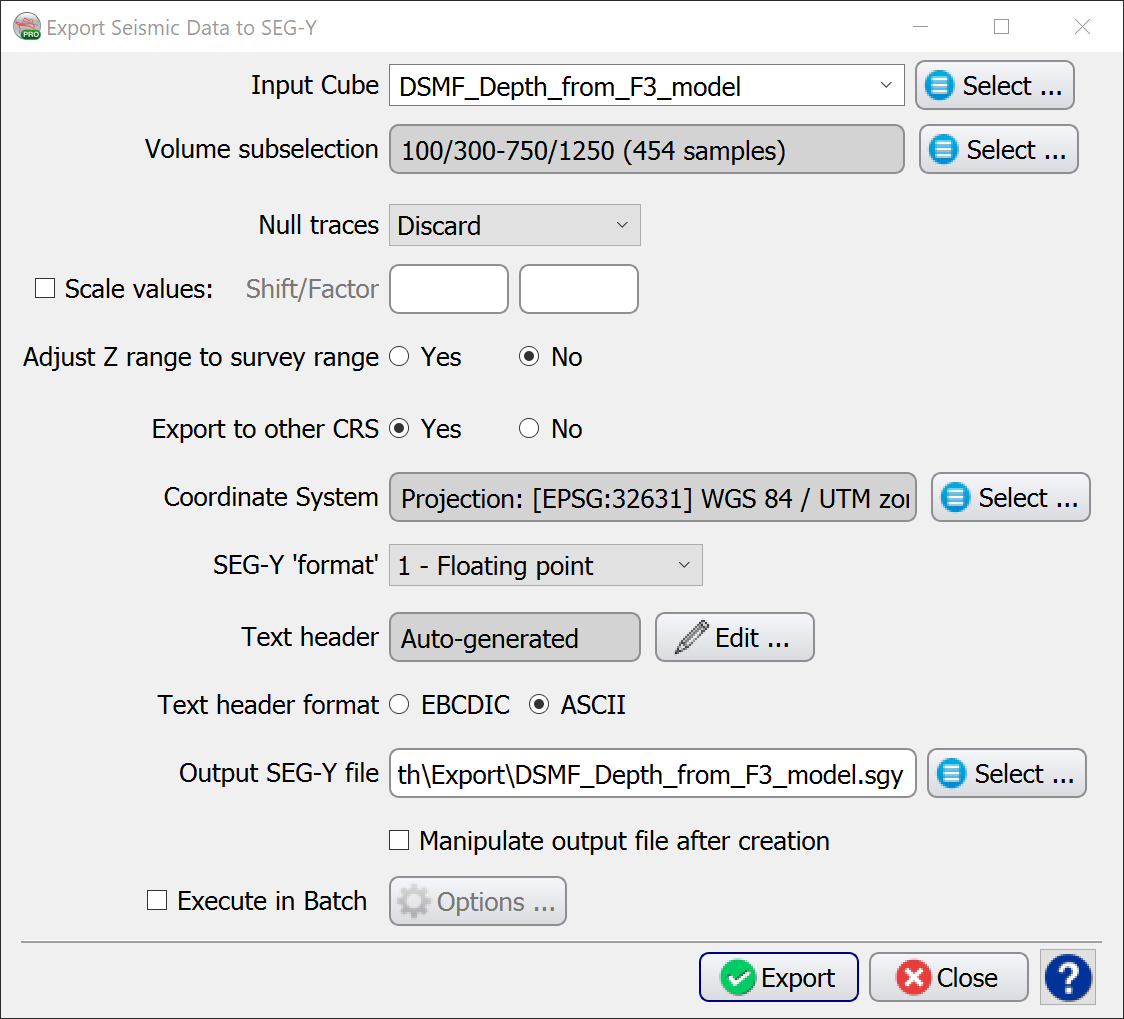 PRO Export Seismic Data to SEG-Y
Input Cube DSMF_Depth_from_F3_model Select ...
Volume subselection 100/300-750/1250 (454 samples) Select ...
Null traces Discard
Scale values: Shift/Factor
Adjust Z range to survey range Yes No
Export to other CRS Yes No
Coordinate System Projection: [EPSG:32631] WGS 84 / UTM zon Select ...
SEG-Y 'format' 1 - Floating point
Text header Auto-generated Edit ...
Text header format EBCDIC ASCII
Output SEG-Y file th\Export\DSMF_Depth_from_F3_model.sgy Select ...
Manipulate output file after creation
Execute in Batch Options ...
Export Close ?